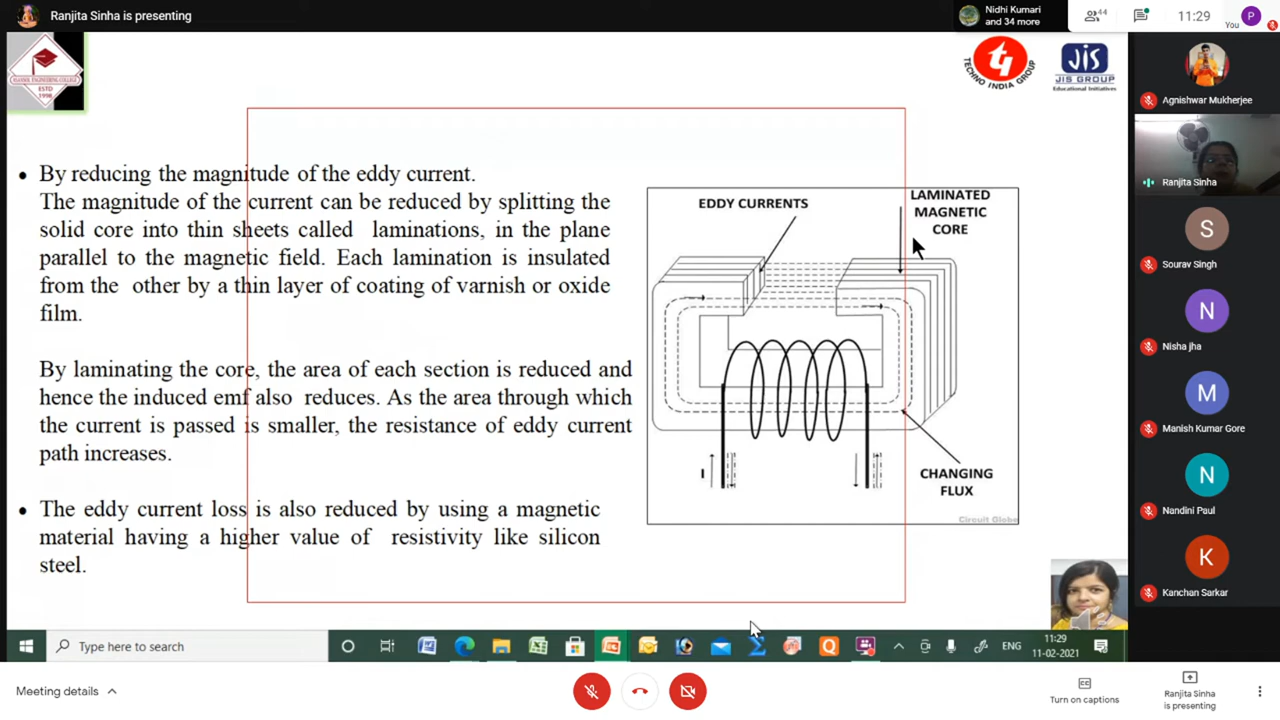 Ranjita Sinha is presenting
Nidhi Kumari
and 34 more
44
11:29
P
You
ESTD
1998
TECHNO INDIA GROUP
JIS
JIS GROUP
Educational Initiatives
• By reducing the magnitude of the eddy current.
The magnitude of the current can be reduced by splitting the
solid core into thin sheets called laminations, in the plane
parallel to the magnetic field. Each lamination is insulated
from the other by a thin layer of coating of varnish or oxide
film.
By laminating the core, the area of each section is reduced and
hence the induced emf also reduces. As the area through which
the current is passed is smaller, the resistance of eddy current
path increases.
• The eddy current loss is also reduced by using a magnetic
material having a higher value of resistivity like silicon
steel.
EDDY CURRENTS
LAMINATED
MAGNETIC
CORE
I
CHANGING
FLUX
Circuit Globe
Agnishwar Mukherjee
Ranjita Sinha
S
Sourav Singh
N
Nisha jha
M
Manish Kumar Gore
N
Nandini Paul
K
Kanchan Sarkar
Type here to search
ENG
11:29
11-02-2021
Meeting details
Turn on captions
Ranjita Sinha
is presenting